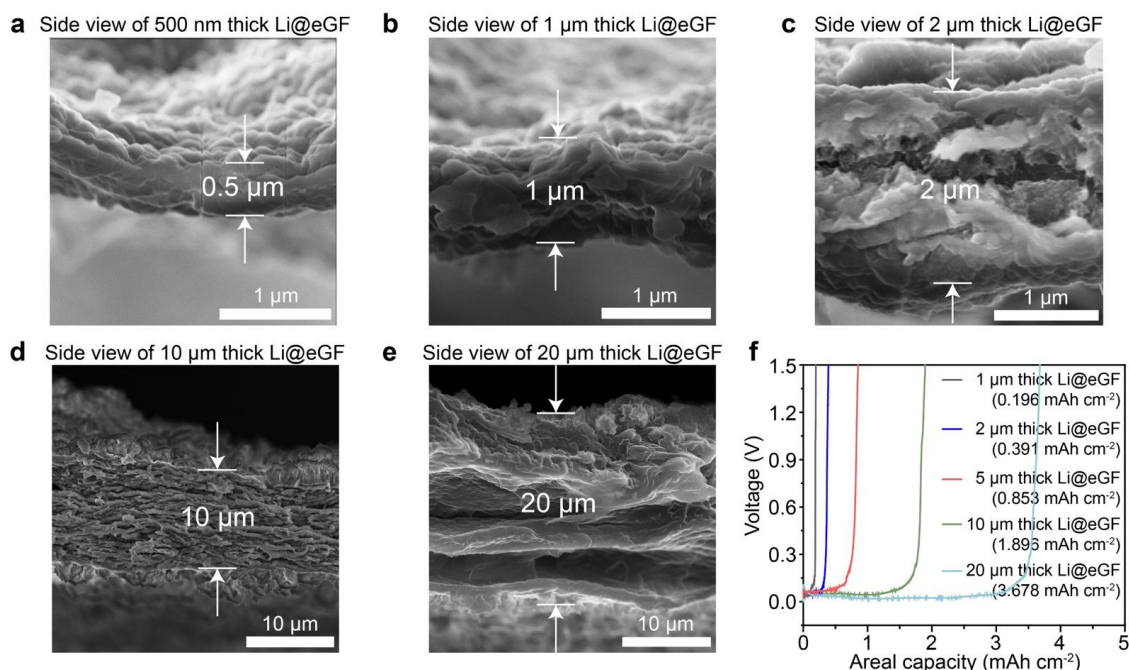 a Side view of 500 nm thick Li@eGF
0.5 µm
1 µm
b Side view of 1 µm thick Li@eGF
1 µm
1 µm
c Side view of 2 µm thick Li@eGF
2 µm
1 µm
d Side view of 10 µm thick Li@eGF
10 µm
10 µm
e Side view of 20 µm thick Li@eGF
20 µm
10 µm
f
Voltage (V)
1.5
1.2
0.9
0.6
0.3
0.0
1 µm thick Li@eGF
(0.196 mAh cm⁻²)
2 µm thick Li@eGF
(0.391 mAh cm⁻²)
5 µm thick Li@eGF
(0.853 mAh cm⁻²)
10 µm thick Li@eGF
(1.896 mAh cm⁻²)
20 µm thick Li@eGF
(3.678 mAh cm⁻²)
0 1 2 3 4 5
Areal capacity (mAh cm⁻²)